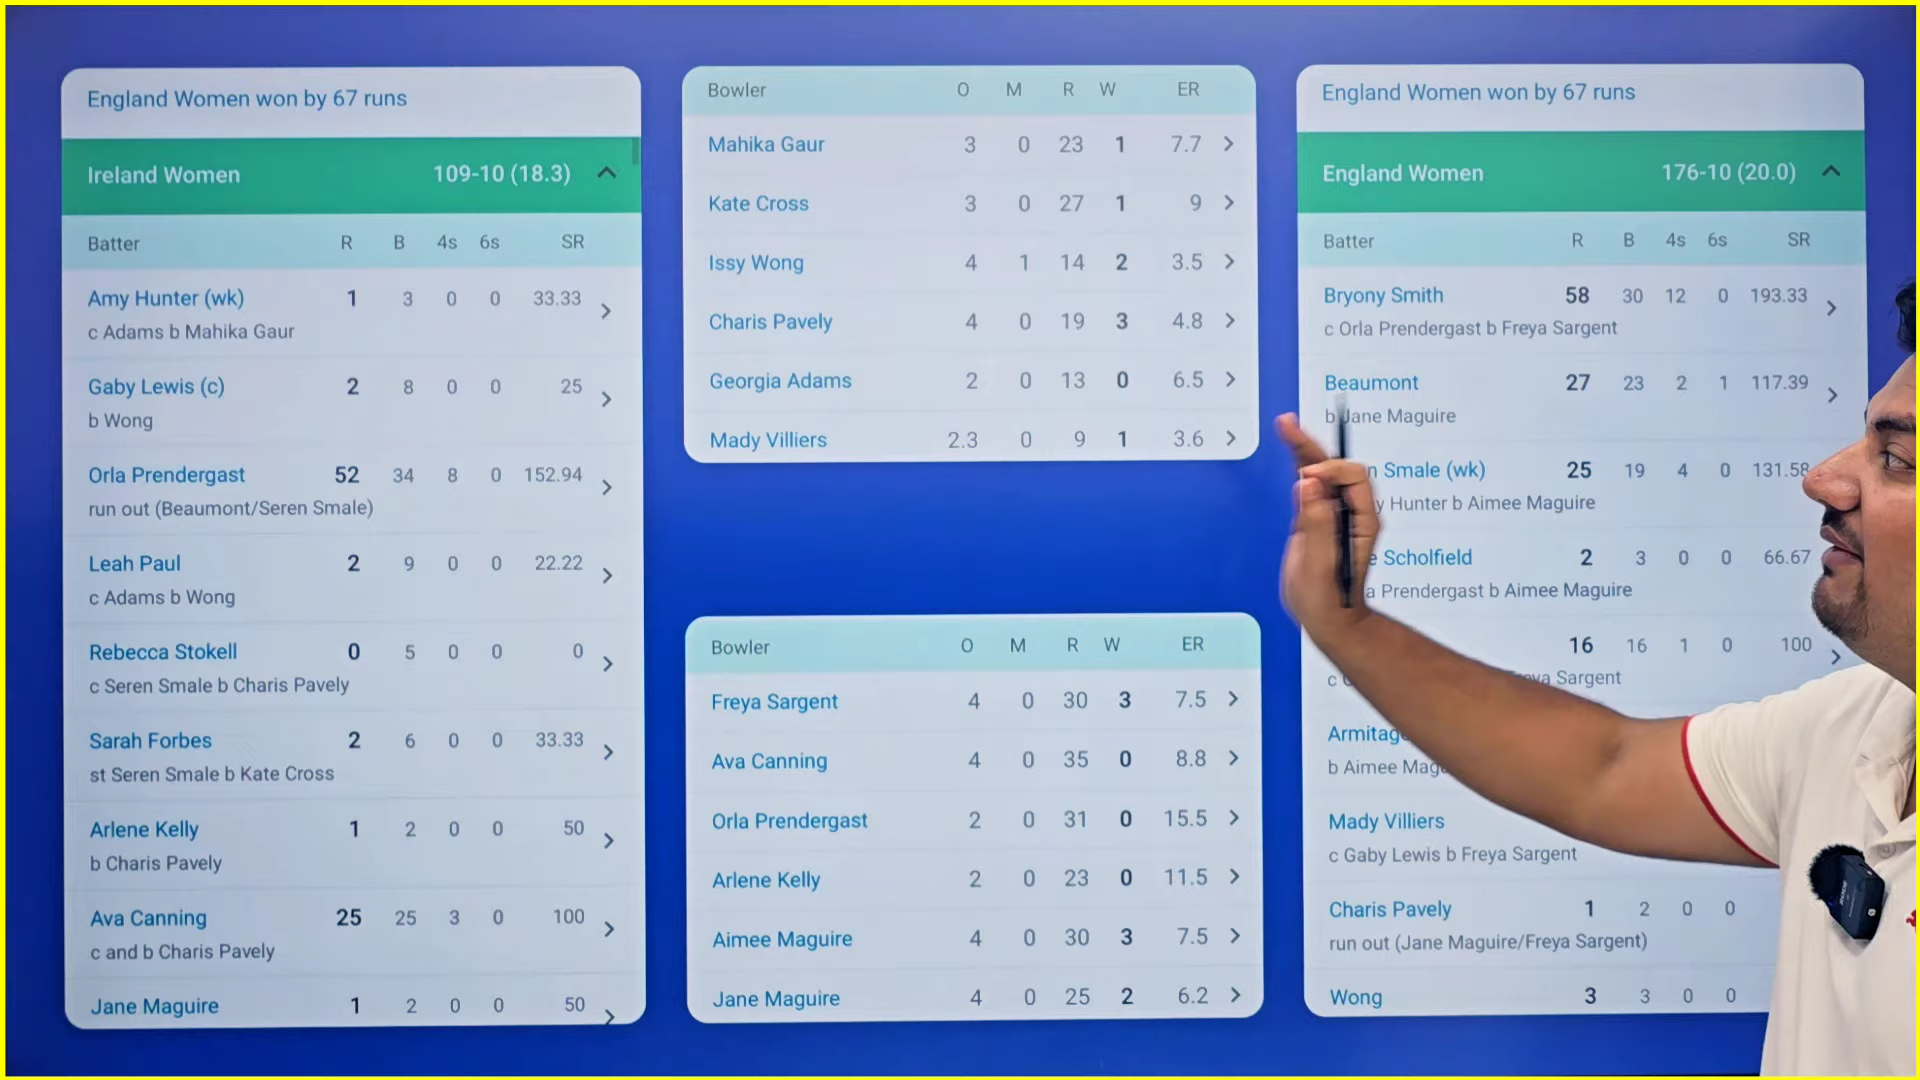 England Women won by 67 runs
Ireland Women 109-10 (18.3)
Batter R B 4s 6s SR
Amy Hunter (wk) 1 3 0 0 33.33
c Adams b Mahika Gaur
Gaby Lewis (c) 2 8 0 0 25
b Wong
Orla Prendergast 52 34 8 0 152.94
run out (Beaumont/Seren Smale)
Leah Paul 2 9 0 0 22.22
c Adams b Wong
Rebecca Stokell 0 5 0 0 0
c Seren Smale b Charis Pavely
Sarah Forbes 2 6 0 0 33.33
st Seren Smale b Kate Cross
Arlene Kelly 1 2 0 0 50
b Charis Pavely
Ava Canning 25 25 3 0 100
c and b Charis Pavely
Jane Maguire 1 2 0 0 50
Bowler O M R W ER
Mahika Gaur 3 0 23 1 7.7
Kate Cross 3 0 27 1 9
Issy Wong 4 1 14 2 3.5
Charis Pavely 4 0 19 3 4.8
Georgia Adams 2 0 13 0 6.5
Mady Villiers 2.3 0 9 1 3.6
Bowler O M R W ER
Freya Sargent 4 0 30 3 7.5
Ava Canning 4 0 35 0 8.8
Orla Prendergast 2 0 31 0 15.5
Arlene Kelly 2 0 23 0 11.5
Aimee Maguire 4 0 30 3 7.5
Jane Maguire 4 0 25 2 6.2
England Women won by 67 runs
England Women 176-10 (20.0)
Batter R B 4s 6s SR
Bryony Smith 58 30 12 0 193.33
c Orla Prendergast b Freya Sargent
Beaumont 27 23 2 1 117.39
b Jane Maguire
Smale (wk) 25 19 4 0 131.58
Hunter b Aimee Maguire
Scholfield 2 3 0 0 66.67
Prendergast b Aimee Maguire
16 16 1 0 100
c Sargent
Armitag
b Aimee Mag
Mady Villiers
c Gaby Lewis b Freya Sargent
Charis Pavely 1 2 0 0
run out (Jane Maguire/Freya Sargent)
Wong 3 3 0 0